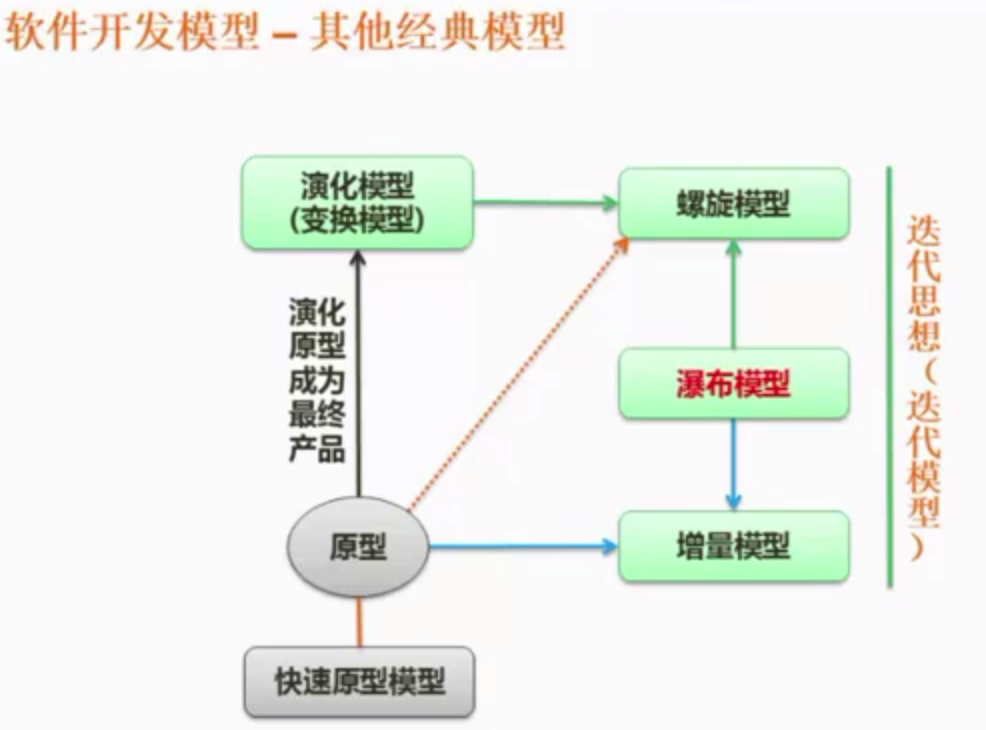 软件开发模型 – 其他经典模型
演化模型
(变换模型)
螺旋模型
演化
原型
成为
最终
产品
瀑布模型
迭代思想(迭代模型)
原型
增量模型
快速原型模型